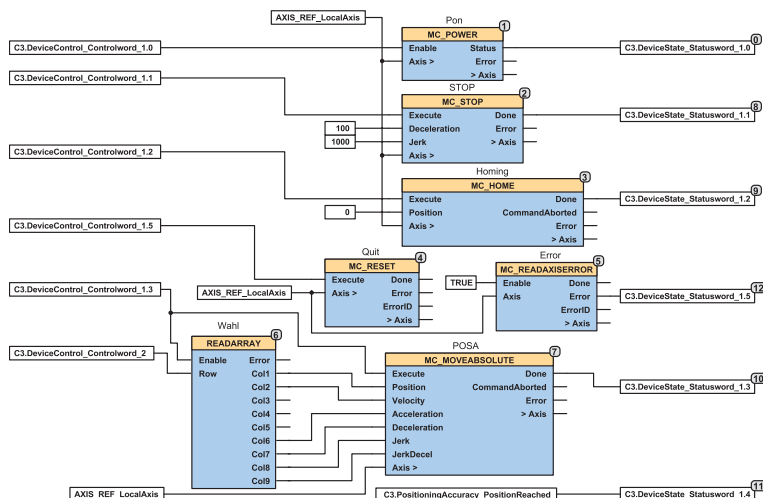 AXIS_REF_LocalAxis
Pon
1
MC_POWER
0
C3.DeviceControl_Controlword_1.0
Enable Status
C3.DeviceState_Statusword_1.0
Axis > Error
> Axis
C3.DeviceControl_Controlword_1.1
STOP
2
MC_STOP
8
Execute Done
C3.DeviceState_Statusword_1.1
100
Deceleration Error
1000
Jerk > Axis
Axis >
C3.DeviceControl_Controlword_1.2
Homing
3
MC_HOME
9
Execute Done
C3.DeviceState_Statusword_1.2
0
Position CommandAborted
Axis > Error
> Axis
C3.DeviceControl_Controlword_1.5
Quit
4
MC_RESET
Execute Done
Axis > Error
ErrorID
> Axis
AXIS_REF_LocalAxis
Error
5
MC_READAXISERROR
TRUE
Enable Done
Axis Error
ErrorID
> Axis
12
C3.DeviceState_Statusword_1.5
C3.DeviceControl_Controlword_1.3
Wahl
6
READARRAY
C3.DeviceControl_Controlword_2
Enable Error
Row Col1
Col2
Col3
Col4
Col5
Col6
Col7
Col8
Col9
POSA
7
MC_MOVEABSOLUTE
Execute Done
Position CommandAborted
Velocity Error
Acceleration > Axis
Deceleration
Jerk
JerkDecel
Axis >
10
C3.DeviceState_Statusword_1.3
AXIS_REF_LocalAxis
C3.PositioningAccuracy_PositionReached
11
C3.DeviceState_Statusword_1.4